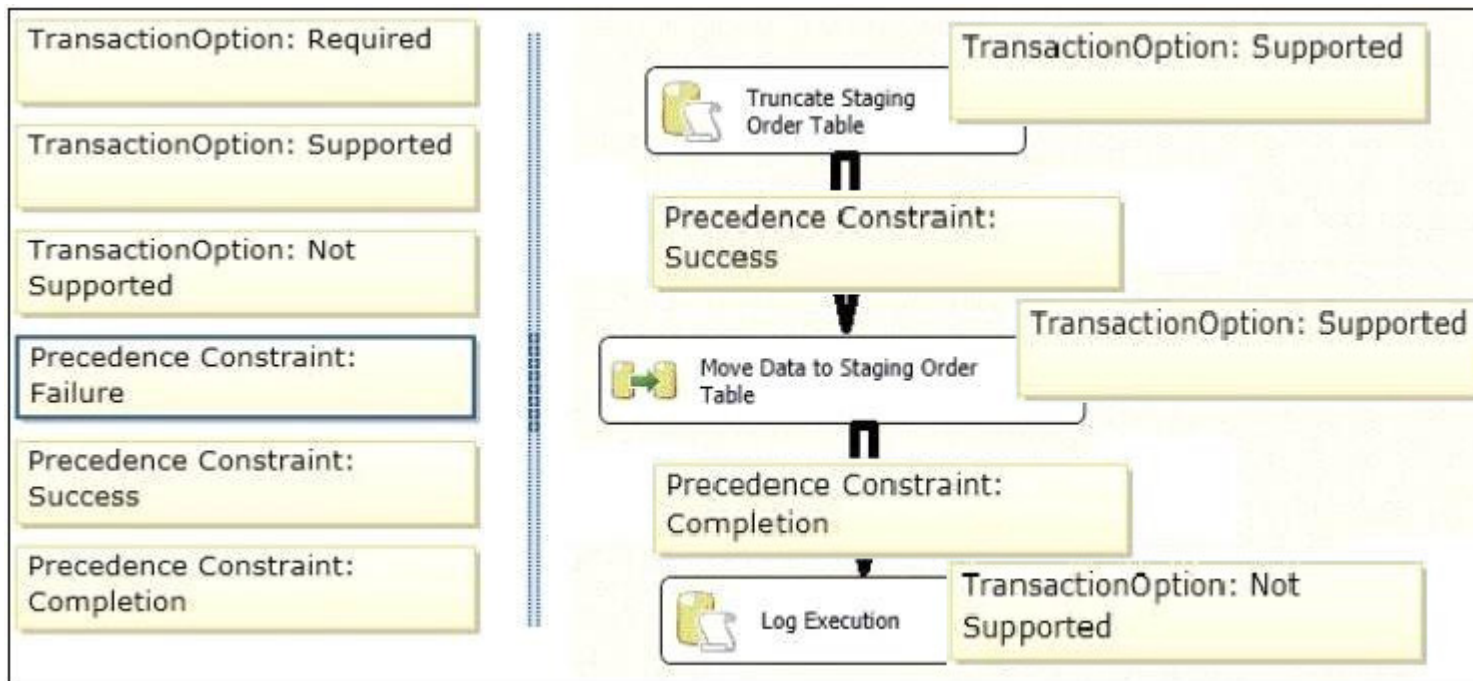 TransactionOption: Required
TransactionOption: Supported
TransactionOption: Not
Supported
Precedence Constraint:
Failure
Precedence Constraint:
Success
Precedence Constraint:
Completion
TransactionOption: Supported
Truncate Staging
Order Table
Precedence Constraint:
Success
TransactionOption: Supported
Move Data to Staging Order
Table
Precedence Constraint:
Completion
TransactionOption: Not
Supported
Log Execution